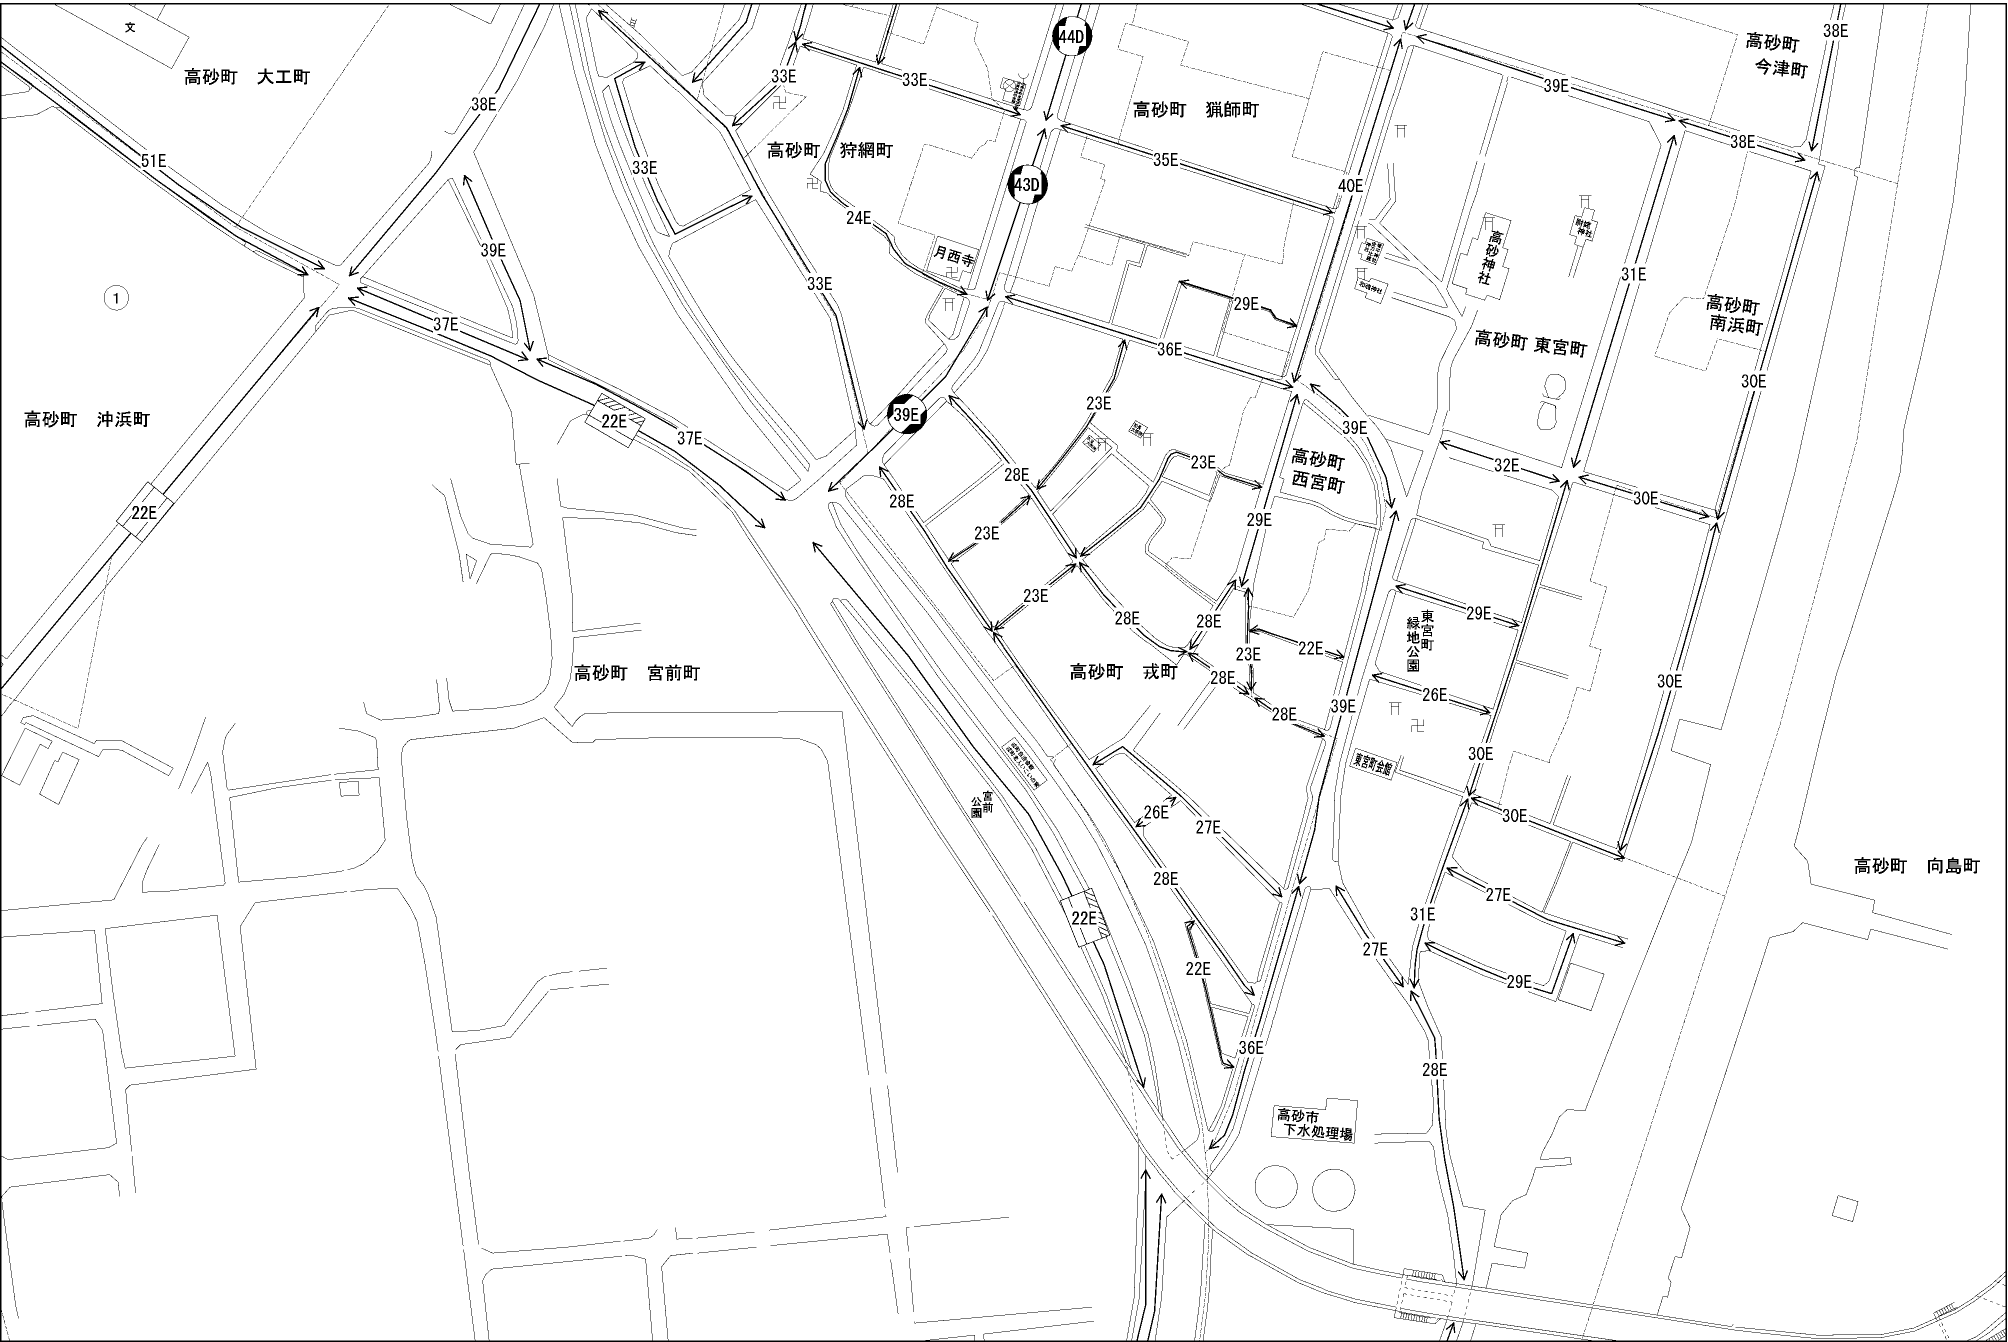 文
44D
38E
高砂町 今津町
高砂町 大工町
38E
33E
33E
39E
高砂町 猟師町
高砂町 狩網町
38E
51E
33E
35E
43D
40E
24E
高砂神社
39E
月西寺
31E
33E
①
29E
高砂町 南浜町
37E
高砂町 東宮町
36E
30E
23E
高砂町 沖浜町
22E
39E
37E
39E
高砂町 西宮町
23E
32E
28E
28E
30E
22E
23E
29E
23E
東宮町
緑地公園
28E
28E
29E
22E
23E
高砂町 宮前町
高砂町 戎町
28E
30E
26E
39E
28E
30E
東宮町会館
宮前
公園
26E
27E
30E
高砂町 向島町
28E
27E
22E
31E
27E
22E
29E
36E
28E
高砂市
下水処理場